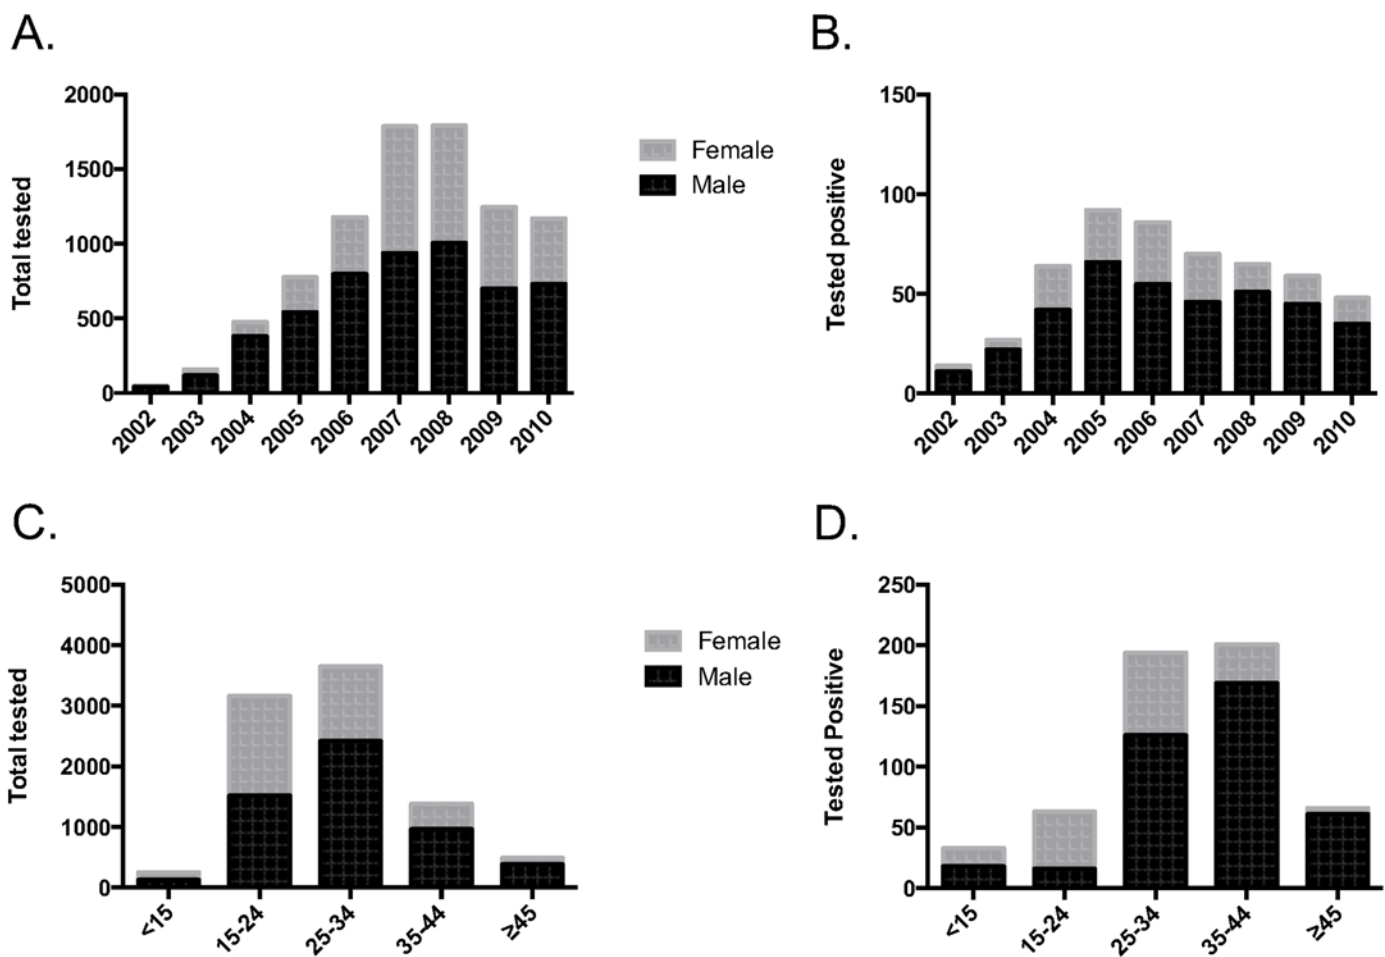 A.
B.
2000
1500
1000
500
0
Total tested
2002 2003 2004 2005 2006 2007 2008 2009 2010
Female
Male
150
100
50
0
Tested positive
2002 2003 2004 2005 2006 2007 2008 2009 2010
C.
D.
5000
4000
3000
2000
1000
0
Total tested
<15 15-24 25-34 35-44 ≥45
Female
Male
250
200
150
100
50
0
Tested Positive
<15 15-24 25-34 35-44 ≥45